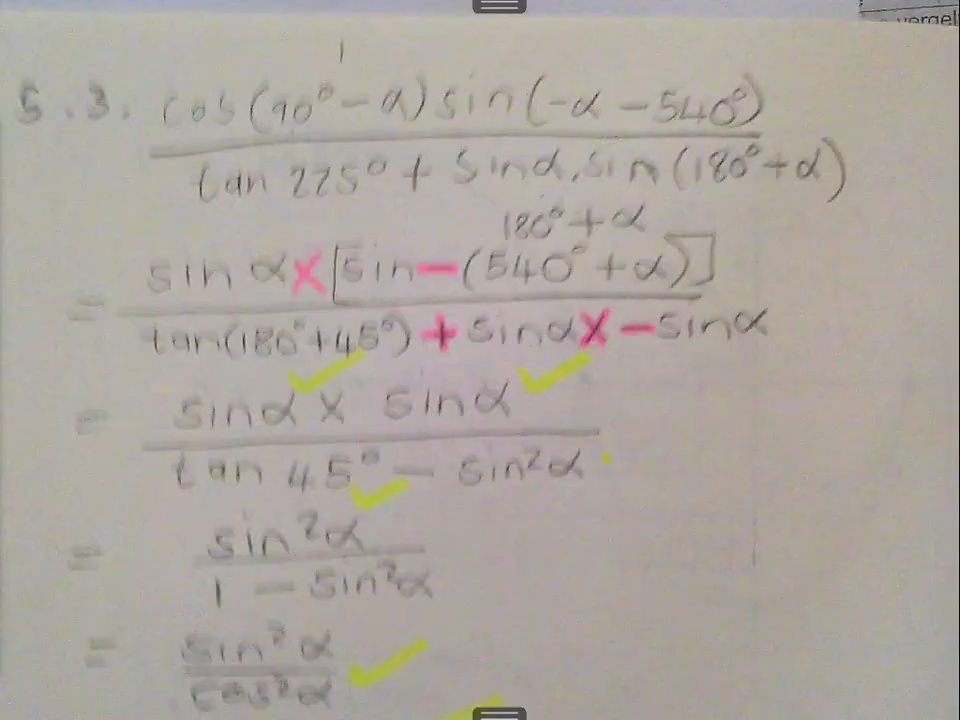 vergel
5.3. cos(90° - α) sin(-α - 540°)
tan 225° + sinα. sin(180° + α)
180° + α
= sin α × [sin - (540° + α)]
tan(180° + 45°) + sinα × - sinα
= sinα × sinα
tan 45° - sin²α
= sin²α
1 - sin²α
= sin²α
cos²α